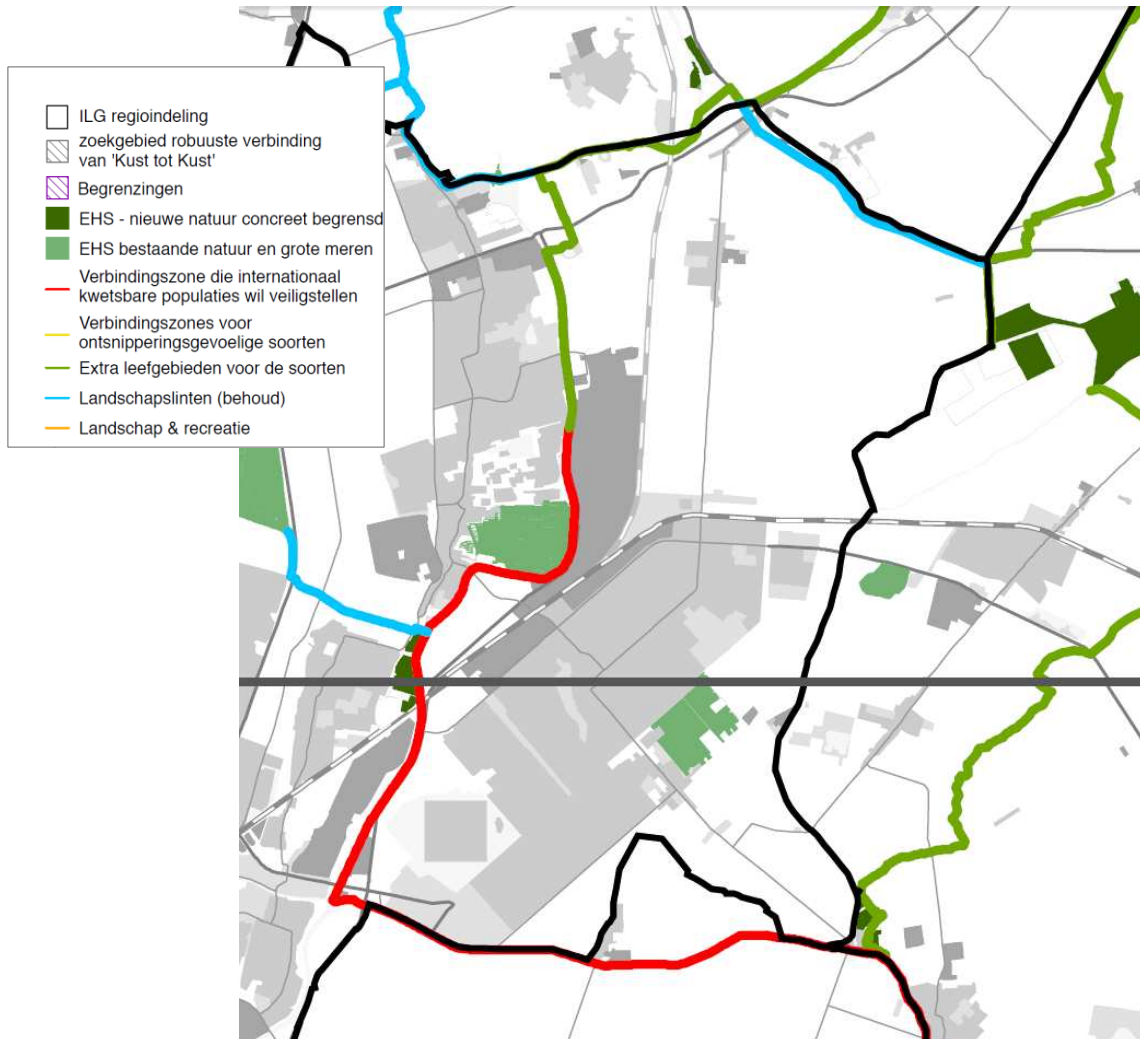 ILG regioindeling
zoekgebied robuuste verbinding
van 'Kust tot Kust'
Begrenzingen
EHS - nieuwe natuur concreet begrensd
EHS bestaande natuur en grote meren
Verbindingszone die internationaal
kwetsbare populaties wil veiligstellen
Verbindingszones voor
ontsnipperingsgevoelige soorten
Extra leefgebieden voor de soorten
Landschapslinten (behoud)
Landschap & recreatie